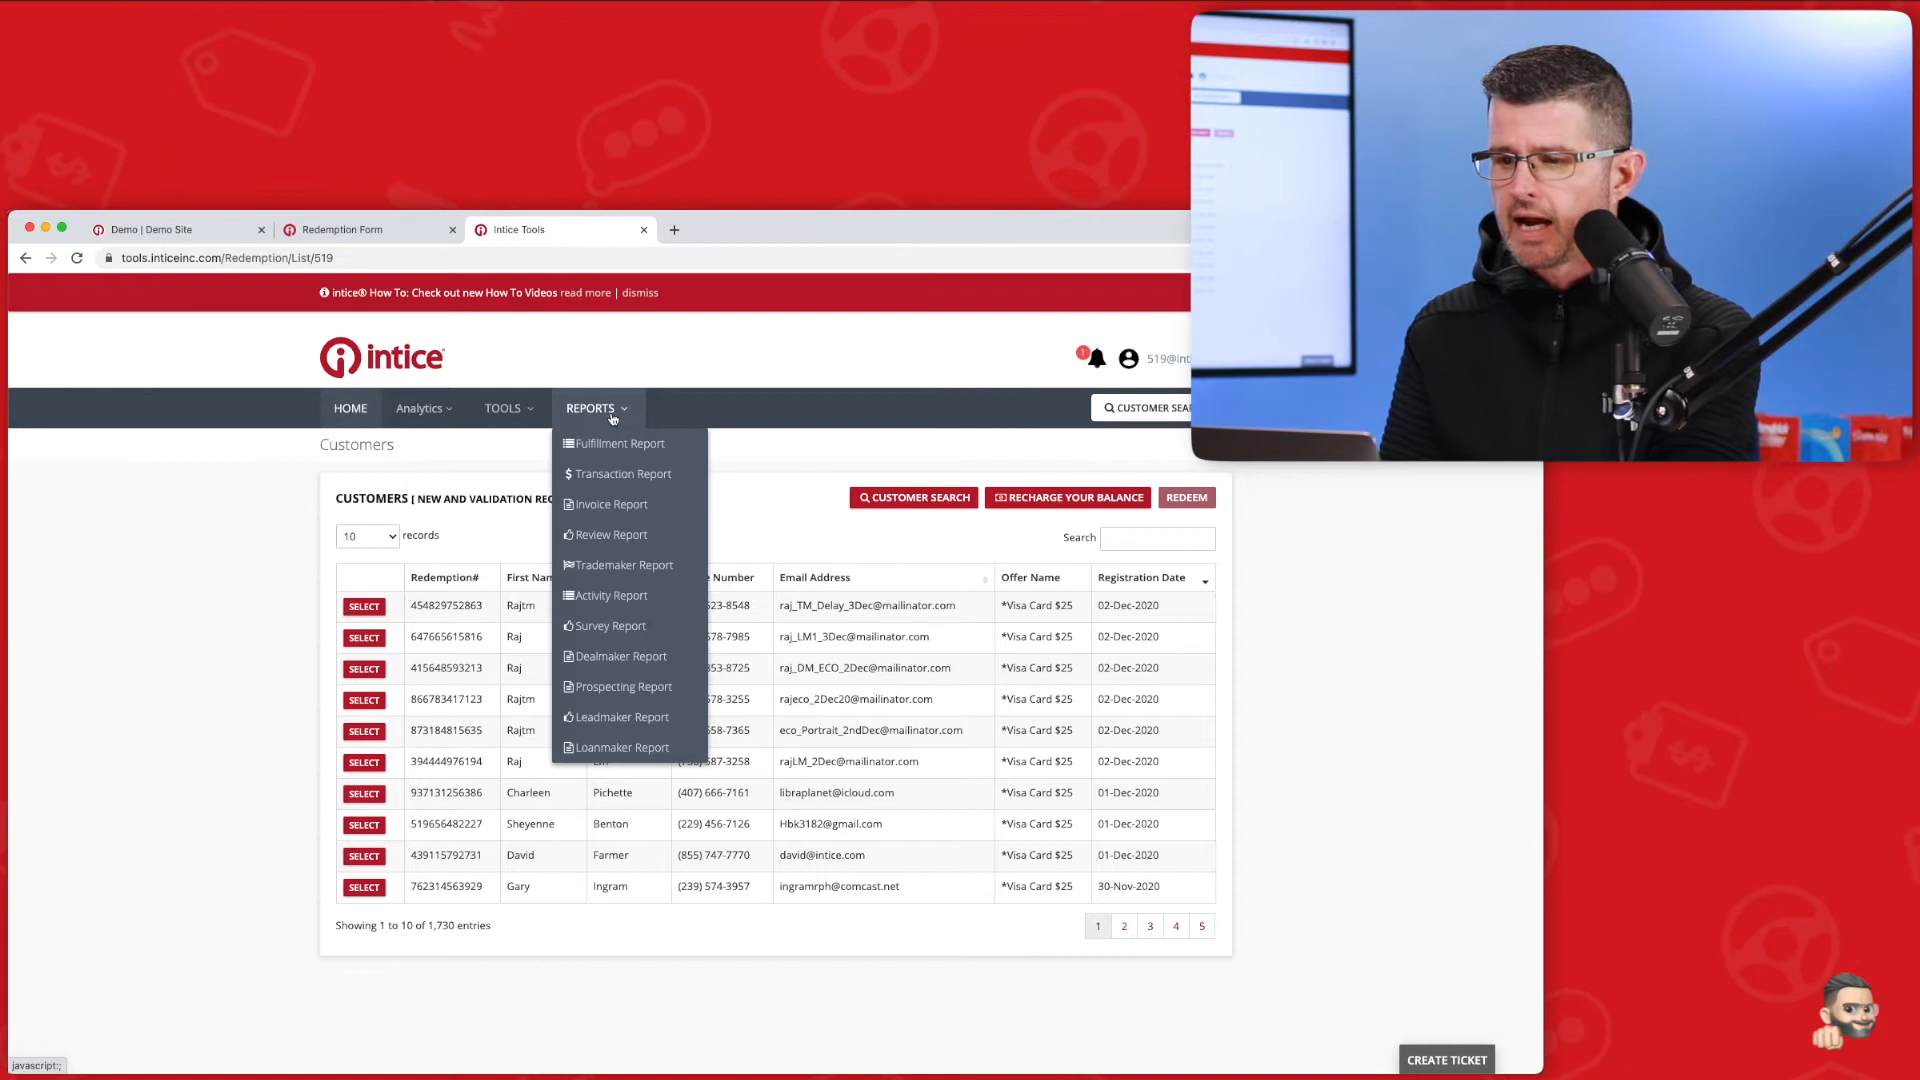 Demo | Demo Site
Redemption Form
Intice Tools
tools.inticeinc.com/Redemption/List/519
intice® How To: Check out new How To Videos read more | dismiss
intice
1
519@int
HOME
Analytics
TOOLS
REPORTS
CUSTOMER SEA
Customers
Fulfillment Report
Transaction Report
Invoice Report
Review Report
Trademaker Report
Activity Report
Survey Report
Dealmaker Report
Prospecting Report
Leadmaker Report
Loanmaker Report
CUSTOMERS [ NEW AND VALIDATION RE
CUSTOMER SEARCH
RECHARGE YOUR BALANCE
REDEEM
10 records
Search
Redemption# First Nam e Number Email Address Offer Name Registration Date
SELECT 454829752863 Rajtm 523-8548 raj_TM_Delay_3Dec@mailinator.com *Visa Card $25 02-Dec-2020
SELECT 647665615816 Raj 578-7985 raj_LM1_3Dec@mailinator.com *Visa Card $25 02-Dec-2020
SELECT 415648593213 Raj 353-8725 raj_DM_ECO_2Dec@mailinator.com *Visa Card $25 02-Dec-2020
SELECT 866783417123 Rajtm 578-3255 rajeco_2Dec20@mailinator.com *Visa Card $25 02-Dec-2020
SELECT 873184815635 Rajtm 558-7365 eco_Portrait_2ndDec@mailinator.com *Visa Card $25 02-Dec-2020
SELECT 394444976194 Raj 587-3258 rajLM_2Dec@mailinator.com *Visa Card $25 02-Dec-2020
SELECT 937131256386 Charleen Pichette (407) 666-7161 libraplanet@icloud.com *Visa Card $25 01-Dec-2020
SELECT 519656482227 Sheyenne Benton (229) 456-7126 Hbk3182@gmail.com *Visa Card $25 01-Dec-2020
SELECT 439115792731 David Farmer (855) 747-7770 david@intice.com *Visa Card $25 01-Dec-2020
SELECT 762314563929 Gary Ingram (239) 574-3957 ingramrph@comcast.net *Visa Card $25 30-Nov-2020
Showing 1 to 10 of 1,730 entries
1 2 3 4 5
CREATE TICKET
javascript:;